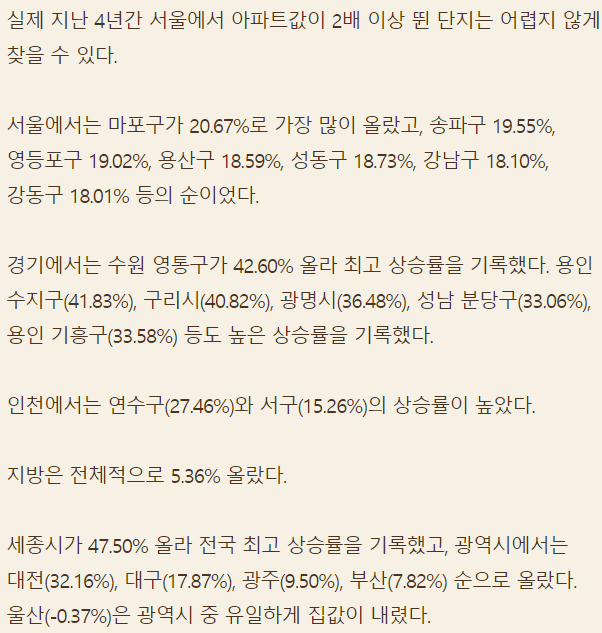 실제 지난 4년간 서울에서 아파트값이 2배 이상 뛴 단지는 어렵지 않게
찾을 수 있다.
서울에서는 마포구가 20.67%로 가장 많이 올랐고, 송파구 19.55%,
영등포구 19.02%, 용산구 18.59%, 성동구 18.73%, 강남구 18.10%,
강동구 18.01% 등의 순이었다.
경기에서는 수원 영통구가 42.60% 올라 최고 상승률을 기록했다. 용인
수지구(41.83%), 구리시(40.82%), 광명시(36.48%), 성남 분당구(33.06%),
용인 기흥구(33.58%) 등도 높은 상승률을 기록했다.
인천에서는 연수구(27.46%)와 서구(15.26%)의 상승률이 높았다.
지방은 전체적으로 5.36% 올랐다.
세종시가 47.50% 올라 전국 최고 상승률을 기록했고, 광역시에서는
대전(32.16%), 대구(17.87%), 광주(9.50%), 부산(7.82%) 순으로 올랐다.
울산(-0.37%)은 광역시 중 유일하게 집값이 내렸다.